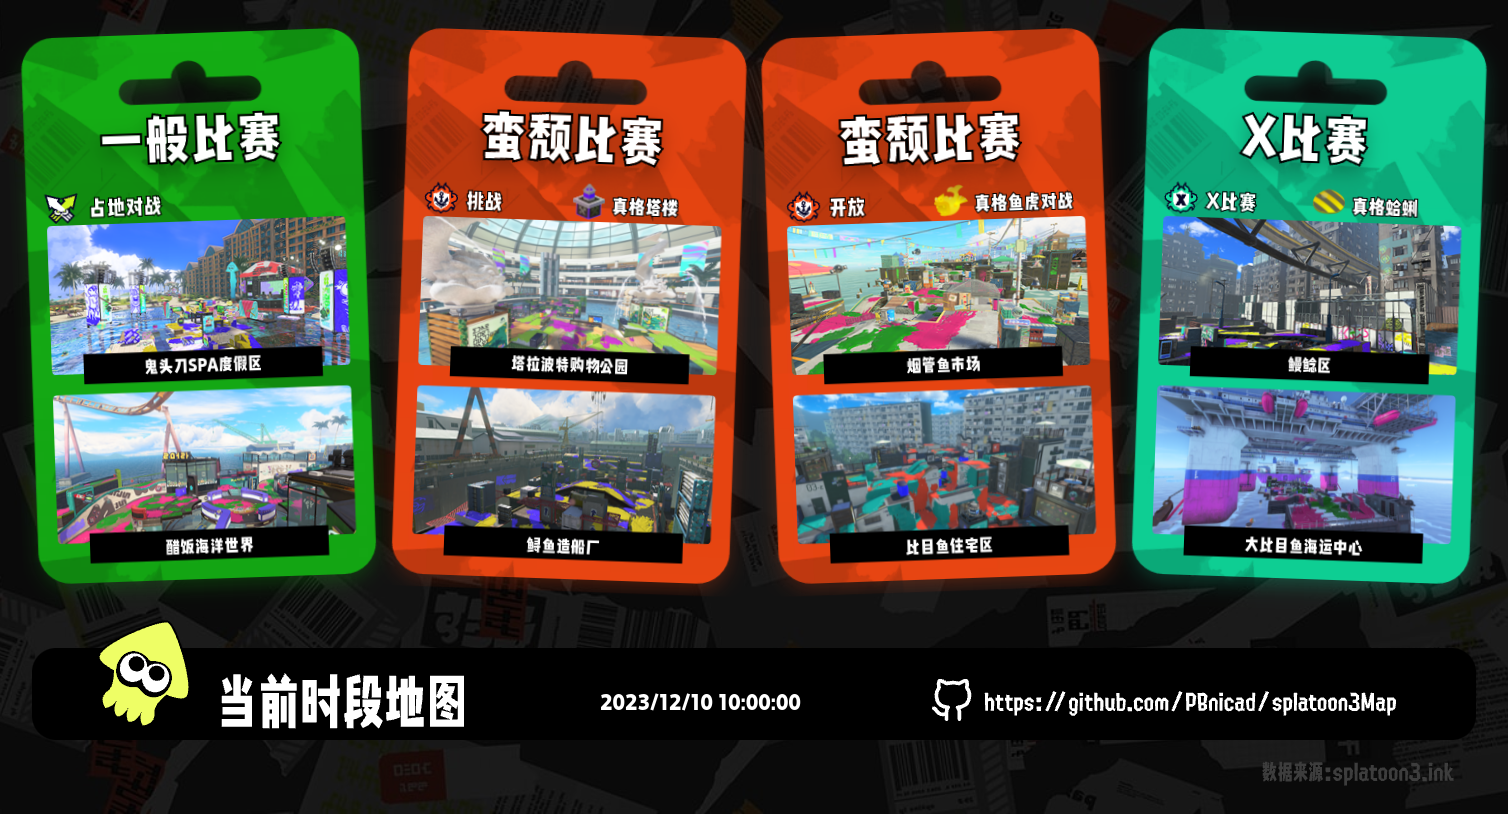 一般比赛
占地对战
鬼头刀SPA度假区
醋饭海洋世界
蛮颓比赛
挑战
真格塔楼
塔拉波特购物公园
鲟鱼造船厂
蛮颓比赛
开放
真格鱼虎对战
烟管鱼市场
比目鱼住宅区
X比赛
X比赛
真格蛤蜊
鳗鲶区
大比目鱼海运中心
当前时段地图
2023/12/10 10:00:00
https://github.com/PBnicad/splatoon3Map
数据来源:splatoon3.ink